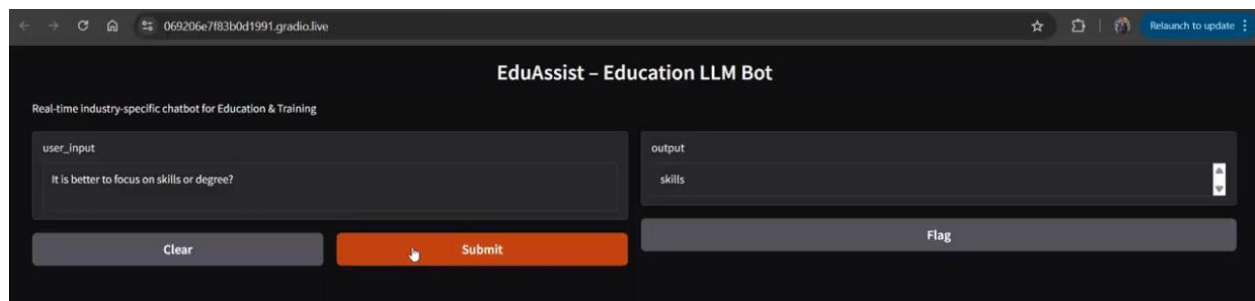 069206e7f83b0d1991.gradio.live
Relaunch to update
EduAssist – Education LLM Bot
Real-time industry-specific chatbot for Education & Training
user_input
It is better to focus on skills or degree?
Clear
Submit
output
skills
Flag